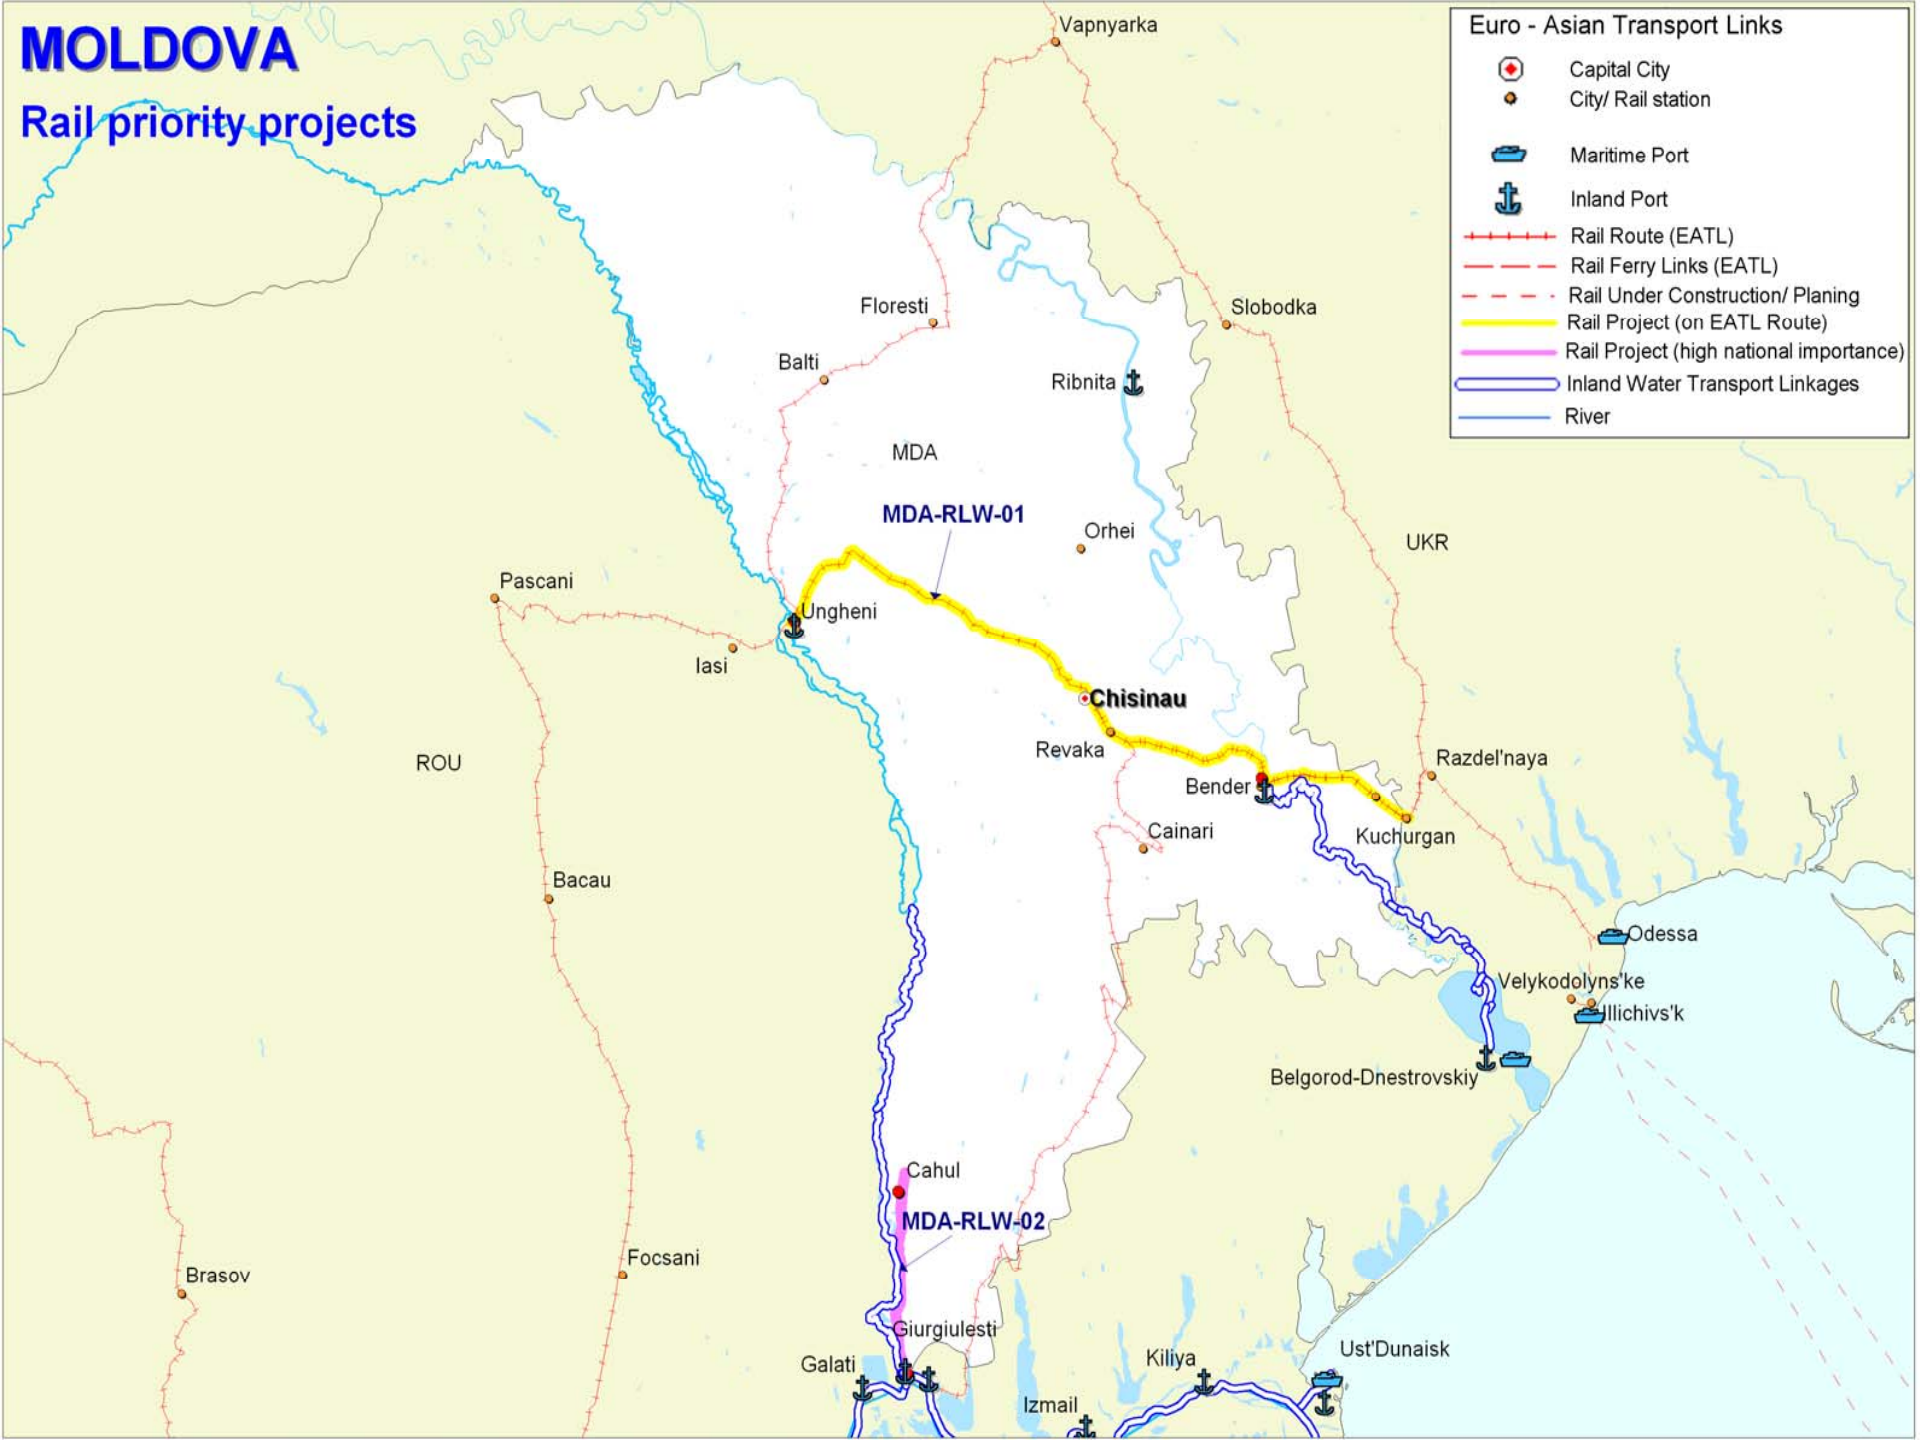 MOLDOVA
Rail priority projects
Euro - Asian Transport Links
Capital City
City/ Rail station
Maritime Port
Inland Port
Rail Route (EATL)
Rail Ferry Links (EATL)
Rail Under Construction/ Planing
Rail Project (on EATL Route)
Rail Project (high national importance)
Inland Water Transport Linkages
River
Vapnyarka
Floresti
Slobodka
Balti
Ribnita
MDA
MDA-RLW-01
Orhei
UKR
Pascani
Ungheni
Iasi
Chisinau
Revaka
ROU
Razdel'naya
Bender
Cainari
Kuchurgan
Bacau
Odessa
Velykodolyns'ke
Illichivs'k
Belgorod-Dnestrovskiy
Cahul
MDA-RLW-02
Focsani
Brasov
Giurgiulesti
Galati
Kiliya
Ust'Dunaisk
Izmail